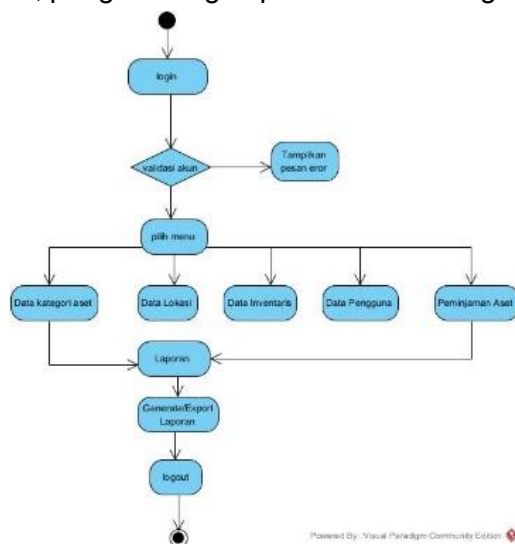 login
validasi akun
Tampilkan
pesan eror
pilih menu
Data kategori aset
Data Lokasi
Data Inventaris
Data Pengguna
Peminjaman Aset
Laporan
Generate/Export
Laporan
logout
Powered By: Visual Paradigm Community Edition